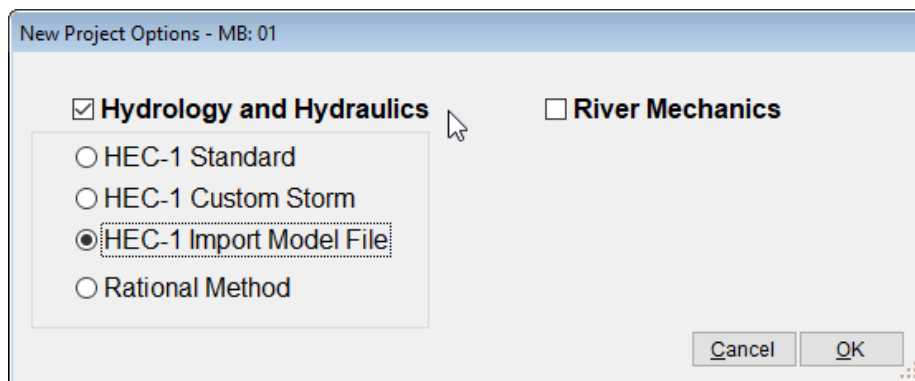 New Project Options - MB: 01
Hydrology and Hydraulics
River Mechanics
HEC-1 Standard
HEC-1 Custom Storm
HEC-1 Import Model File
Rational Method
Cancel
OK